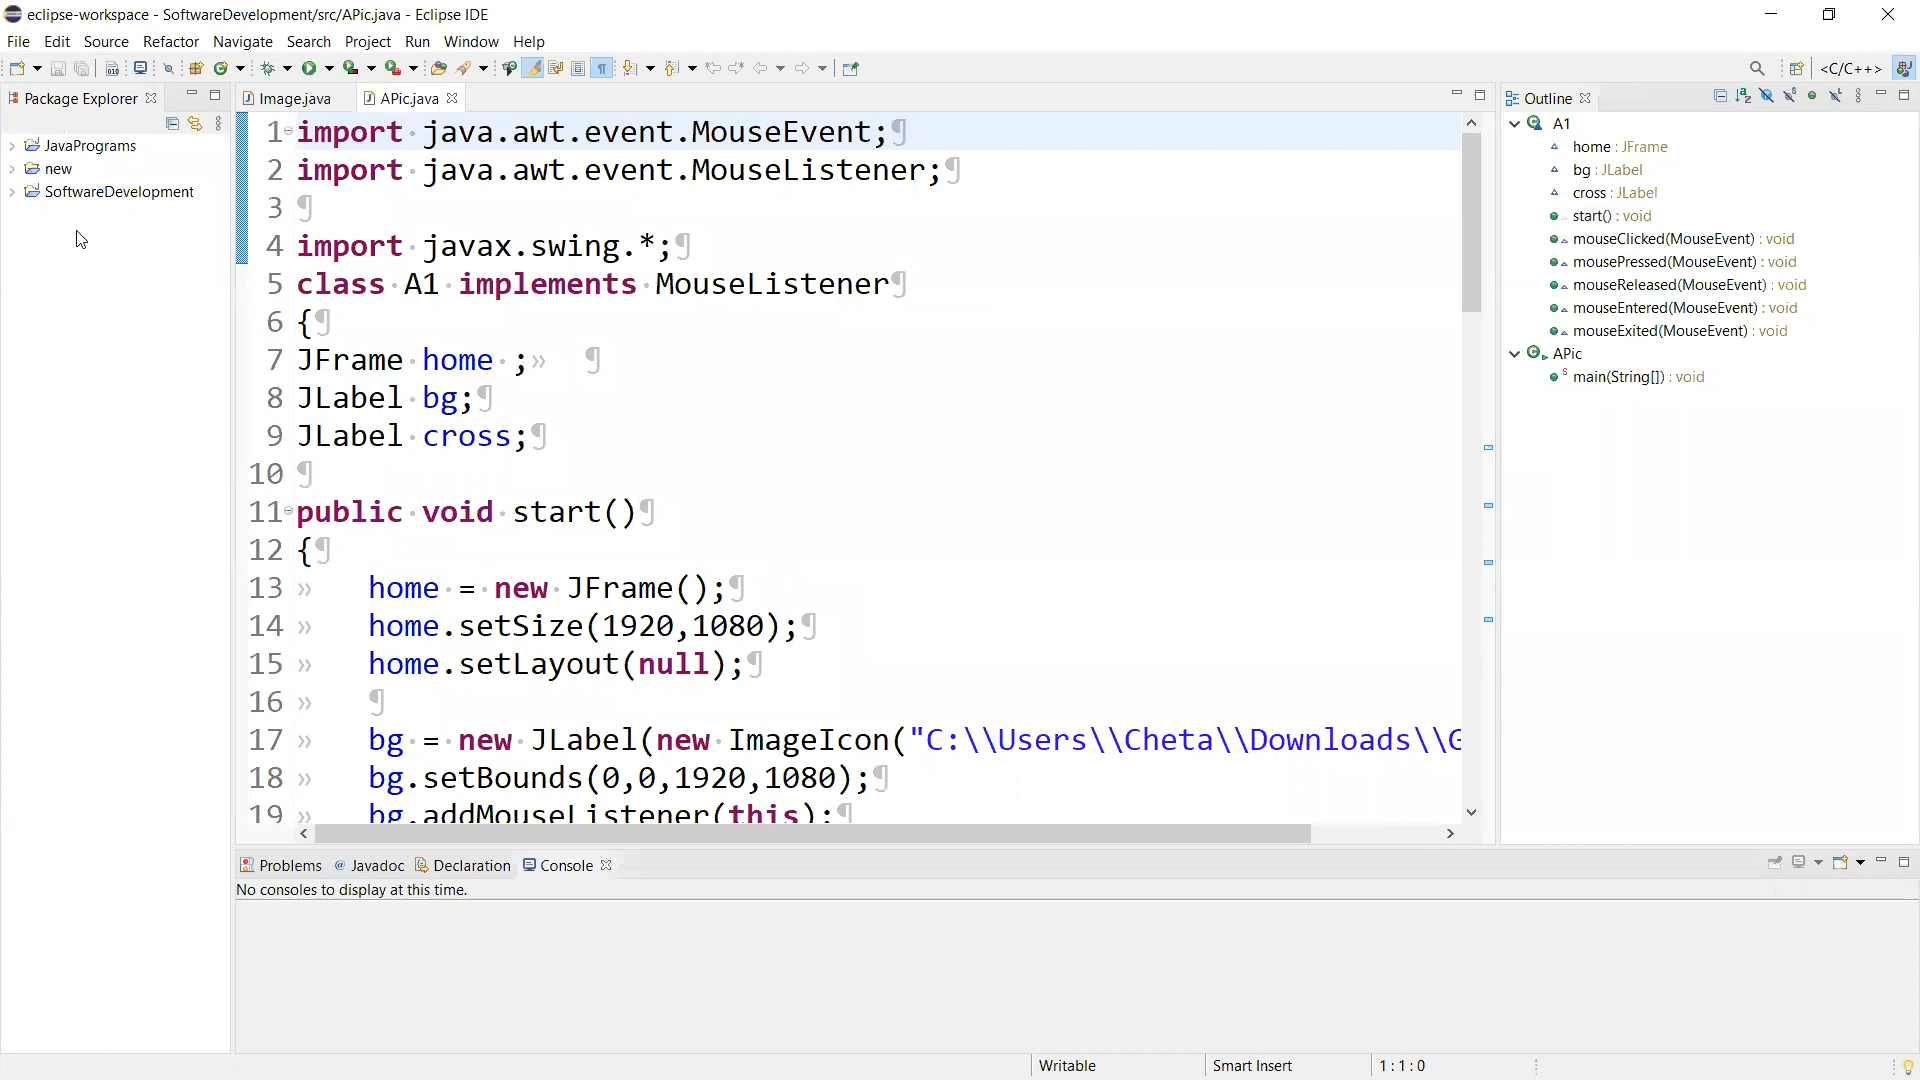 eclipse-workspace - SoftwareDevelopment/src/APic.java - Eclipse IDE
File Edit Source Refactor Navigate Search Project Run Window Help
<C/C++>
Package Explorer
JavaPrograms
new
SoftwareDevelopment
Image.java APic.java
1 import java.awt.event.MouseEvent;¶
2 import java.awt.event.MouseListener;¶
3 ¶
4 import javax.swing.*;¶
5 class A1 implements MouseListener¶
6 {¶
7 JFrame home ;» ¶
8 JLabel bg;¶
9 JLabel cross;¶
10 ¶
11 public void start()¶
12 {¶
13 » home = new JFrame();¶
14 » home.setSize(1920,1080);¶
15 » home.setLayout(null);¶
16 » ¶
17 » bg = new JLabel(new ImageIcon("C:\\Users\\Cheta\\Downloads\\G
18 » bg.setBounds(0,0,1920,1080);¶
19 » bg.addMouseListener(this);¶
Outline
A1
home : JFrame
bg : JLabel
cross : JLabel
start() : void
mouseClicked(MouseEvent) : void
mousePressed(MouseEvent) : void
mouseReleased(MouseEvent) : void
mouseEntered(MouseEvent) : void
mouseExited(MouseEvent) : void
APic
main(String[]) : void
Problems @ Javadoc Declaration Console
No consoles to display at this time.
Writable Smart Insert 1 : 1 : 0